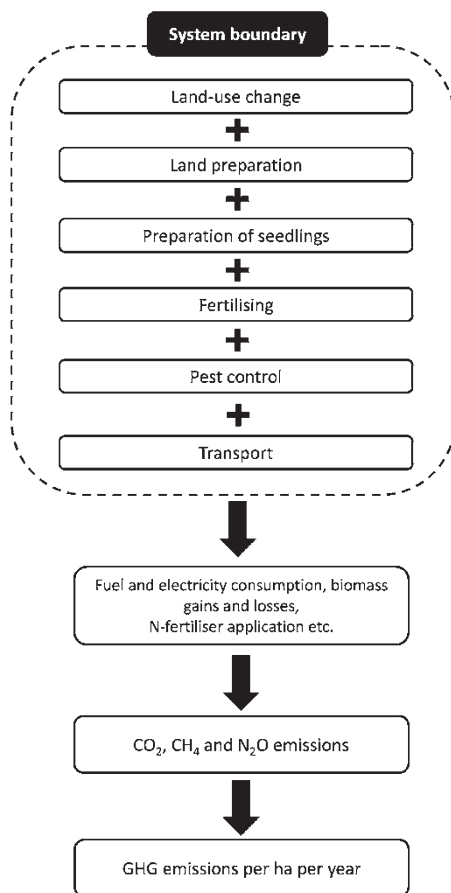 System boundary
Land-use change
+
Land preparation
+
Preparation of seedlings
+
Fertilising
+
Pest control
+
Transport
Fuel and electricity consumption, biomass
gains and losses,
N-fertiliser application etc.
CO₂, CH₄ and N₂O emissions
GHG emissions per ha per year